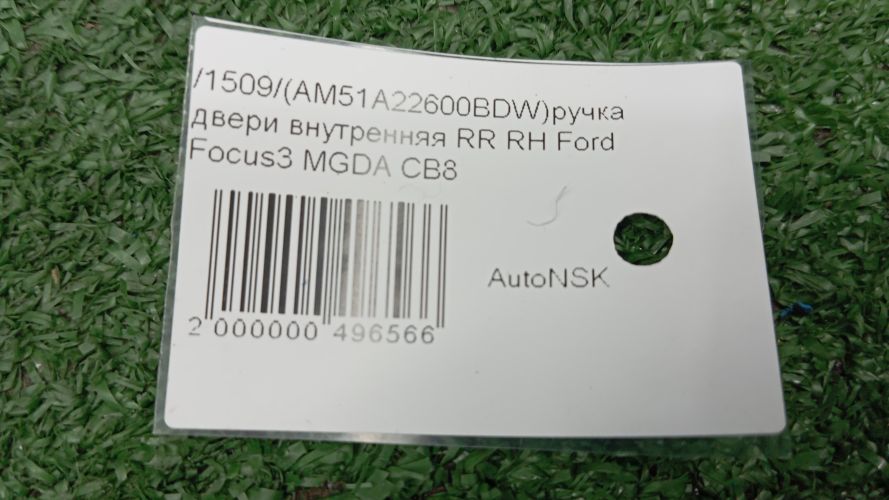 /1509/(AM51A22600BDW)ручка
двери внутренняя RR RH Ford
Focus3 MGDA CB8
AutoNSK
2 000000 496566